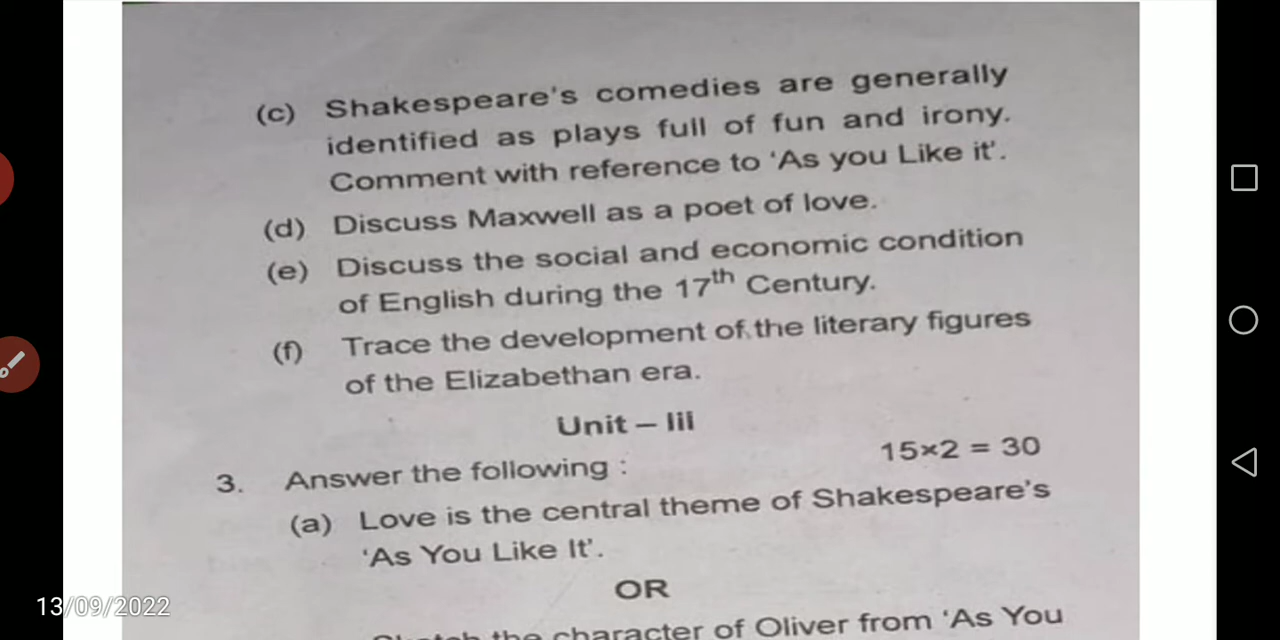 (c) Shakespeare's comedies are generally
identified as plays full of fun and irony.
Comment with reference to 'As you Like it'.
(d) Discuss Maxwell as a poet of love.
(e) Discuss the social and economic condition
of English during the 17th Century.
(f) Trace the development of the literary figures
of the Elizabethan era.
Unit – Iii
3. Answer the following : 15×2 = 30
(a) Love is the central theme of Shakespeare's
'As You Like It'.
OR
the character of Oliver from 'As You
13/09/2022